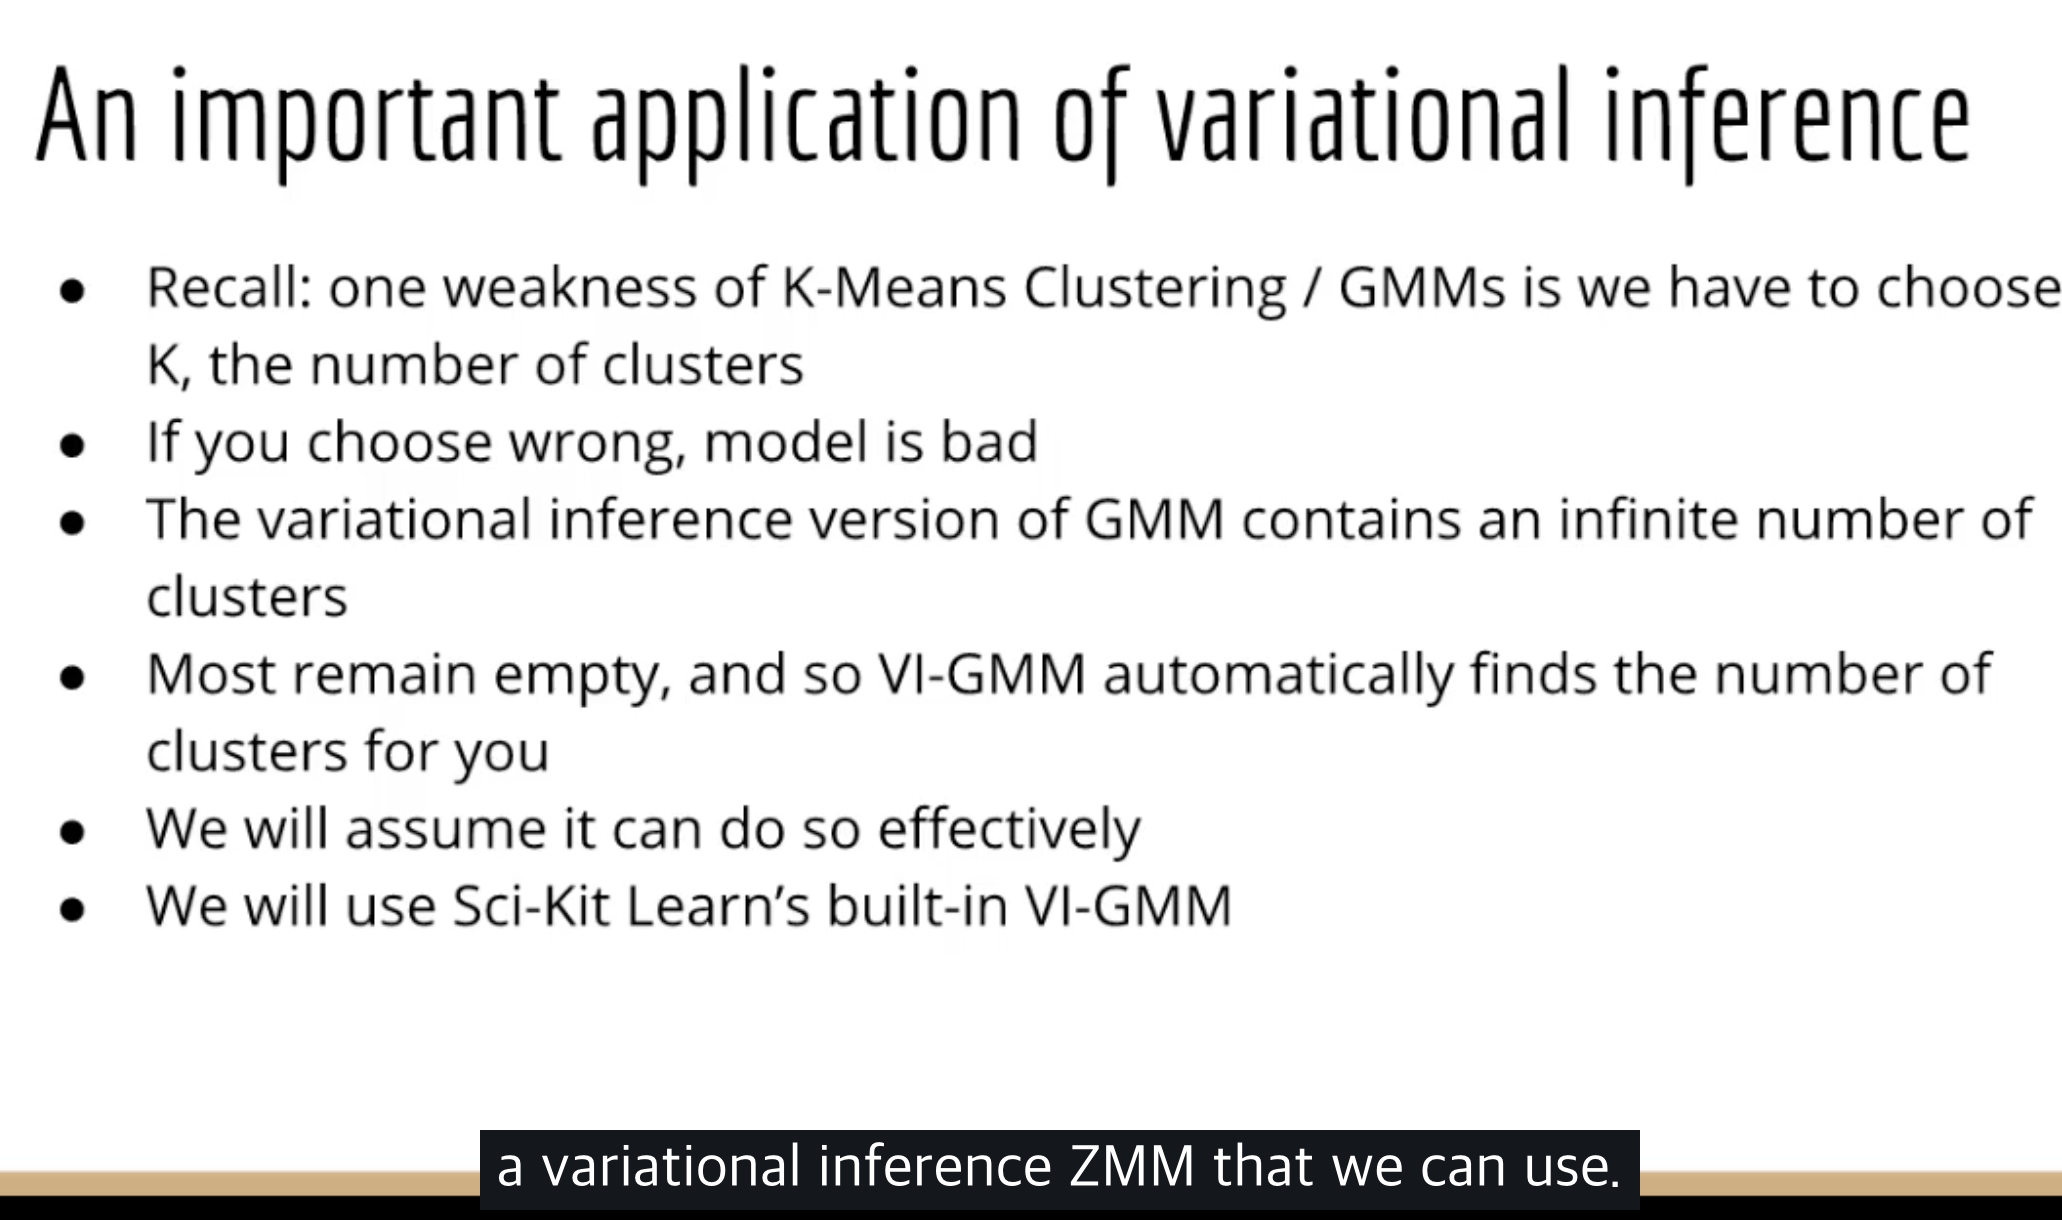 An important application of variational inference
● Recall: one weakness of K-Means Clustering / GMMs is we have to choose
K, the number of clusters
● If you choose wrong, model is bad
● The variational inference version of GMM contains an infinite number of
clusters
● Most remain empty, and so VI-GMM automatically finds the number of
clusters for you
● We will assume it can do so effectively
● We will use Sci-Kit Learn’s built-in VI-GMM
a variational inference ZMM that we can use.